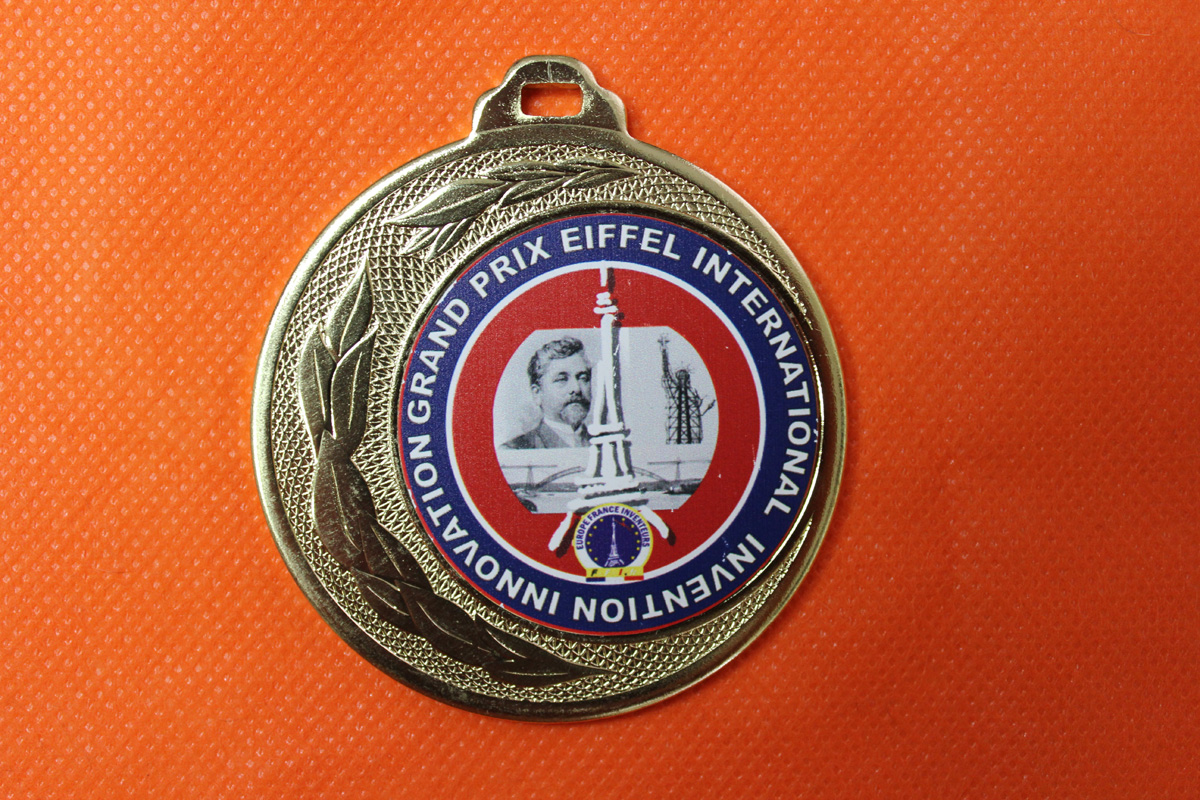 GRAND PRIX EIFFEL INTERNATIONAL INVENTION INNOVATION
EUROPE FRANCE INVENTEURS